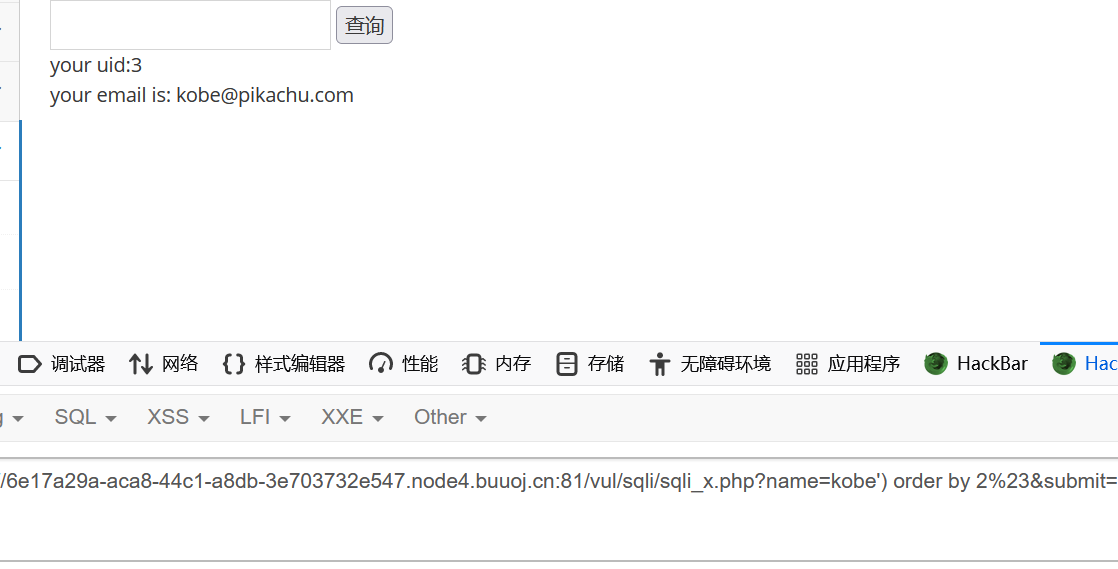 查询
your uid:3
your email is: kobe@pikachu.com
调试器 网络 样式编辑器 性能 内存 存储 无障碍环境 应用程序 HackBar Hac
g SQL XSS LFI XXE Other
/6e17a29a-aca8-44c1-a8db-3e703732e547.node4.buuoj.cn:81/vul/sqli/sqli_x.php?name=kobe') order by 2%23&submit=